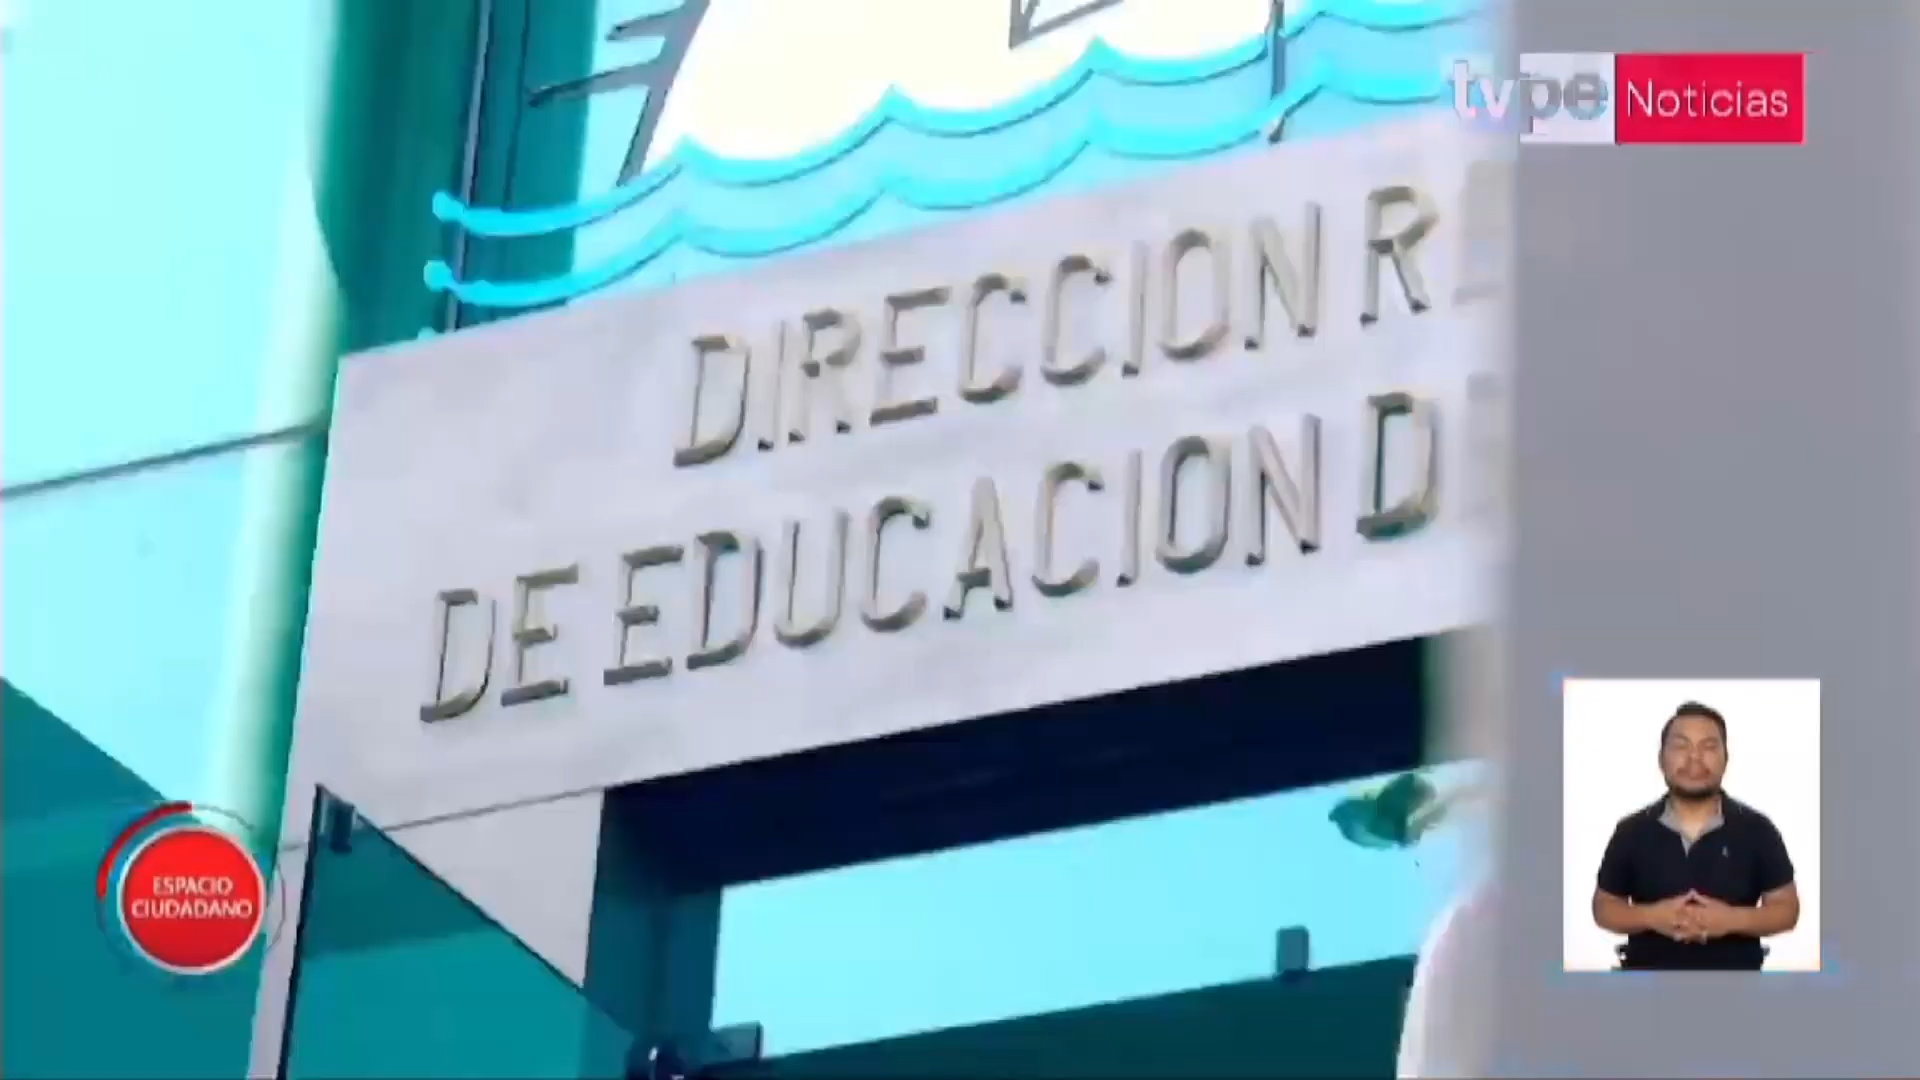 tvpe Noticias
DIRECCION R
DE EDUCACION D
ESPACIO
CIUDADANO